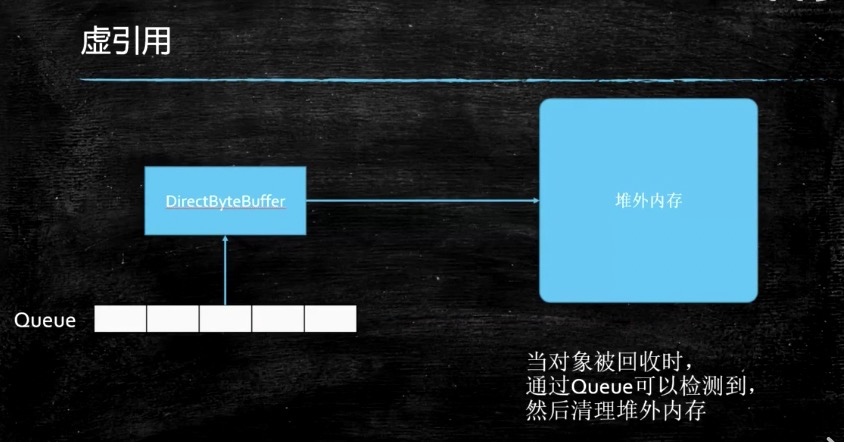 虚引用
DirectByteBuffer
堆外内存
Queue
当对象被回收时，
通过Queue可以检测到，
然后清理堆外内存